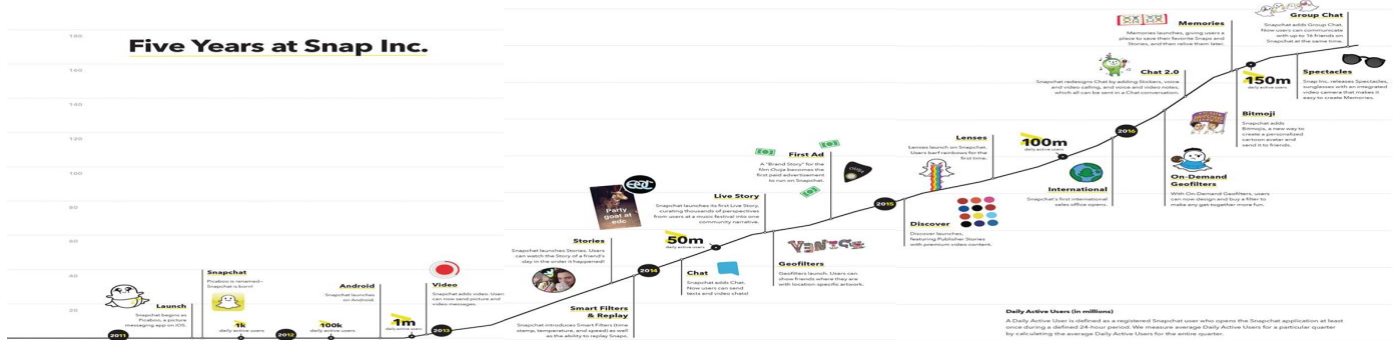 Five Years at Snap Inc.
180
160
140
120
100
80
60
40
20
Launch
Snapchat begins as
Picaboo, a picture
messaging app on iOS.
2011
Snapchat
Picaboo is renamed—
Snapchat is born!
1k
daily active users
2012
100k
daily active users
Android
Snapchat launches
on Android.
1m
daily active users
Video
Snapchat adds video. Users
can now send picture and
video messages.
2013
Stories
Snapchat launches Stories. Users
can watch the Story of a friend's
day in the order it happened!
Smart Filters
& Replay
Snapchat introduces Smart Filters (time
stamp, temperature, and speed) as well
as the ability to replay Snaps.
2014
Party
goat at
edc
EDC
50m
daily active users
Chat
Snapchat adds Chat.
Now users can send
texts and video chats!
Live Story
Snapchat launches its first Live Story,
curating thousands of perspectives
from users at a music festival into one
community narrative.
Geofilters
Geofilters launch. Users can
show friends where they are
with location-specific artwork.
VENICE
First Ad
A "Brand Story" for the
film Ouija becomes the
first paid advertisement
to run on Snapchat.
OUIJA
2015
Discover
Discover launches,
featuring Publisher Stories
with premium video content.
Lenses
Lenses launch on Snapchat.
Users barf rainbows for the
first time.
100m
daily active users
International
Snapchat's first international
sales office opens.
2016
On-Demand
Geofilters
With On-Demand Geofilters, users
can now design and buy a filter to
make any get-together more fun.
Chat 2.0
Snapchat redesigns Chat by adding Stickers, voice
and video calling, and voice and video notes,
which all can be sent in a Chat conversation.
Bitmoji
Snapchat adds
Bitmojis, a new way to
create a personalized
cartoon avatar and
send it to friends.
Memories
Memories launches, giving users a
place to save their favorite Snaps and
Stories, and then relive them later.
150m
daily active users
Spectacles
Snap Inc. releases Spectacles,
sunglasses with an integrated
video camera that makes it
easy to create Memories.
Group Chat
Snapchat adds Group Chat.
Now users can communicate
with up to 16 friends on
Snapchat at the same time.
Daily Active Users (in millions)
A Daily Active User is defined as a registered Snapchat user who opens the Snapchat application at least
once during a defined 24-hour period. We measure average Daily Active Users for a particular quarter
by calculating the average Daily Active Users for the entire quarter.